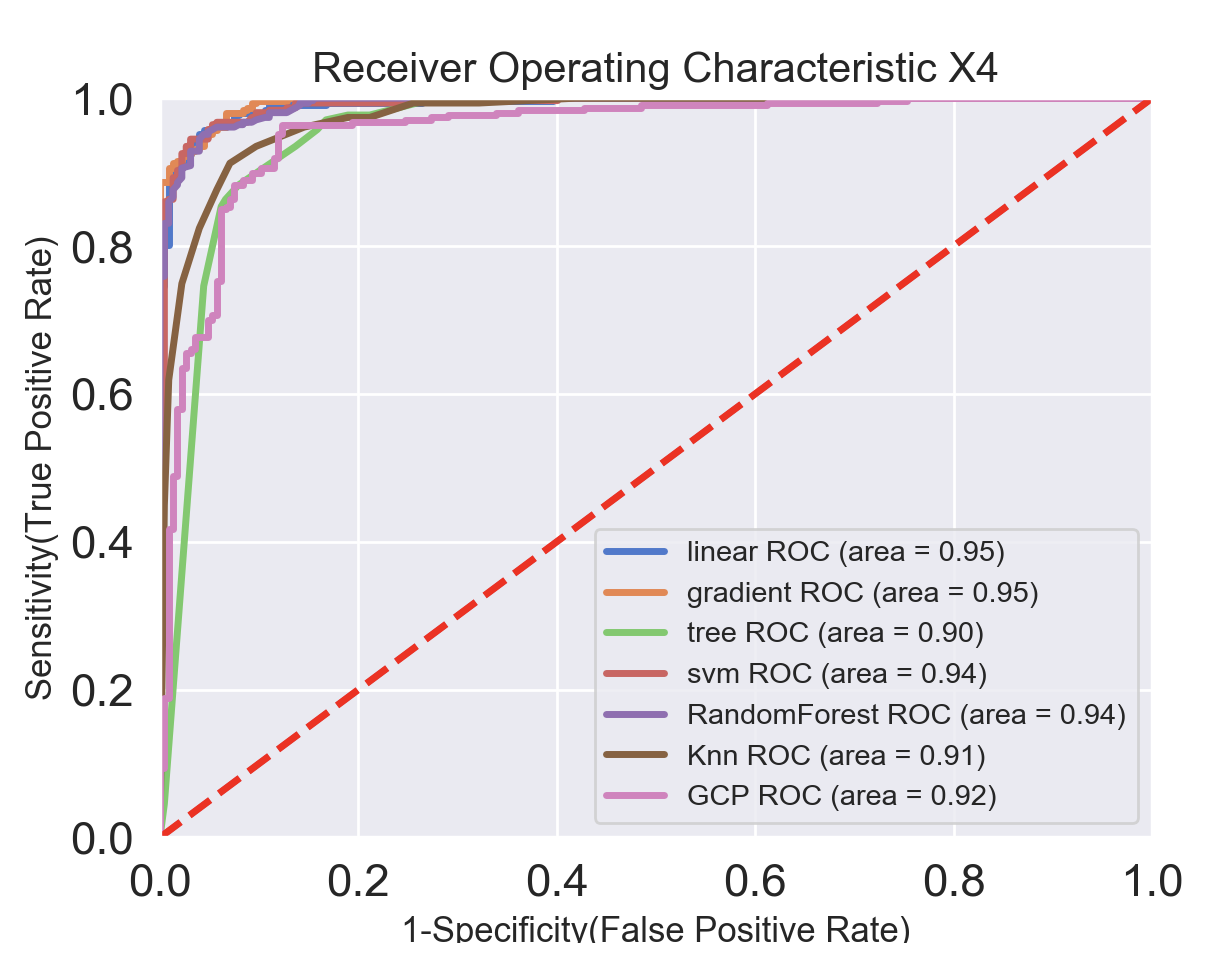 Receiver Operating Characteristic X4
1.0
0.8
0.6
0.4
0.2
0.0
Sensitivity(True Positive Rate)
linear ROC (area = 0.95)
gradient ROC (area = 0.95)
tree ROC (area = 0.90)
svm ROC (area = 0.94)
RandomForest ROC (area = 0.94)
Knn ROC (area = 0.91)
GCP ROC (area = 0.92)
0.0 0.2 0.4 0.6 0.8 1.0
1-Specificity(False Positive Rate)